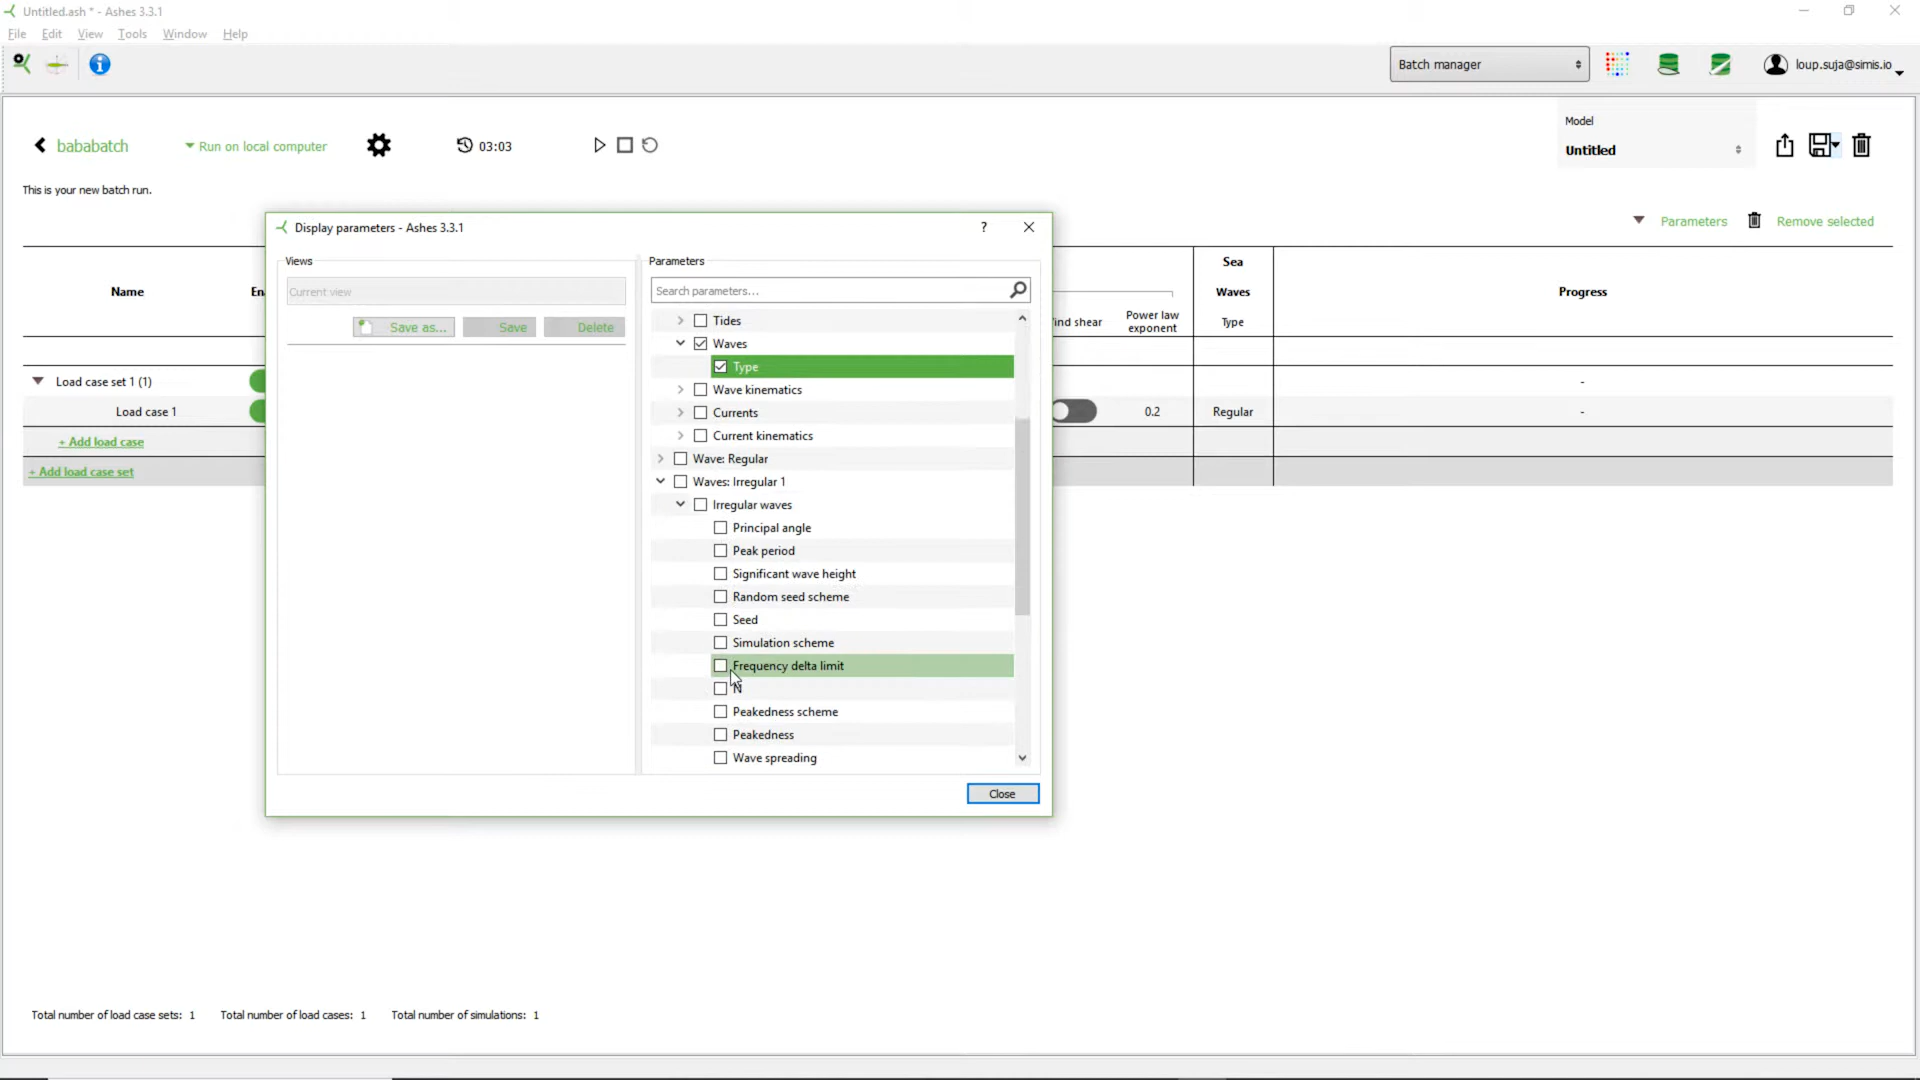 Untitled.ash * - Ashes 3.3.1
File Edit View Tools Window Help
Batch manager
loup.suja@simis.io
bababatch
Run on local computer
03:03
Model
Untitled
This is your new batch run.
Parameters
Remove selected
Name
Sea
Waves
Type
Power law
exponent
Progress
Load case set 1 (1)
-
Load case 1
0.2
Regular
-
+ Add load case
+ Add load case set
Display parameters - Ashes 3.3.1
?
Views
Current view
Save as...
Save
Delete
Parameters
Search parameters...
Tides
Waves
Type
Wave kinematics
Currents
Current kinematics
Wave: Regular
Waves: Irregular 1
Irregular waves
Principal angle
Peak period
Significant wave height
Random seed scheme
Seed
Simulation scheme
Frequency delta limit
N
Peakedness scheme
Peakedness
Wave spreading
Close
Total number of load case sets: 1
Total number of load cases: 1
Total number of simulations: 1